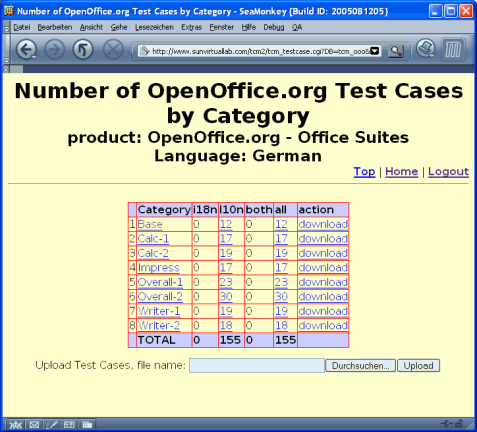 Number of OpenOffice.org Test Cases by Category - SeaMonkey {Build ID: 2005081205}
Datei Bearbeiten Ansicht Gehe Lesezeichen Extras Fenster Hilfe Debug QA
http://www.sunvirtuallab.com/tcm2/tcm_testcase.cgi?DB=tcm_ooo&
Number of OpenOffice.org Test Cases
by Category
product: OpenOffice.org - Office Suites
Language: German
Top | Home | Logout
Category i18n l10n both all action
1 Base 0 12 0 12 download
2 Calc-1 0 17 0 17 download
3 Calc-2 0 19 0 19 download
4 Impress 0 17 0 17 download
5 Overall-1 0 23 0 23 download
6 Overall-2 0 30 0 30 download
7 Writer-1 0 19 0 19 download
8 Writer-2 0 18 0 18 download
TOTAL 0 155 0 155
Upload Test Cases, file name: Durchsuchen... Upload